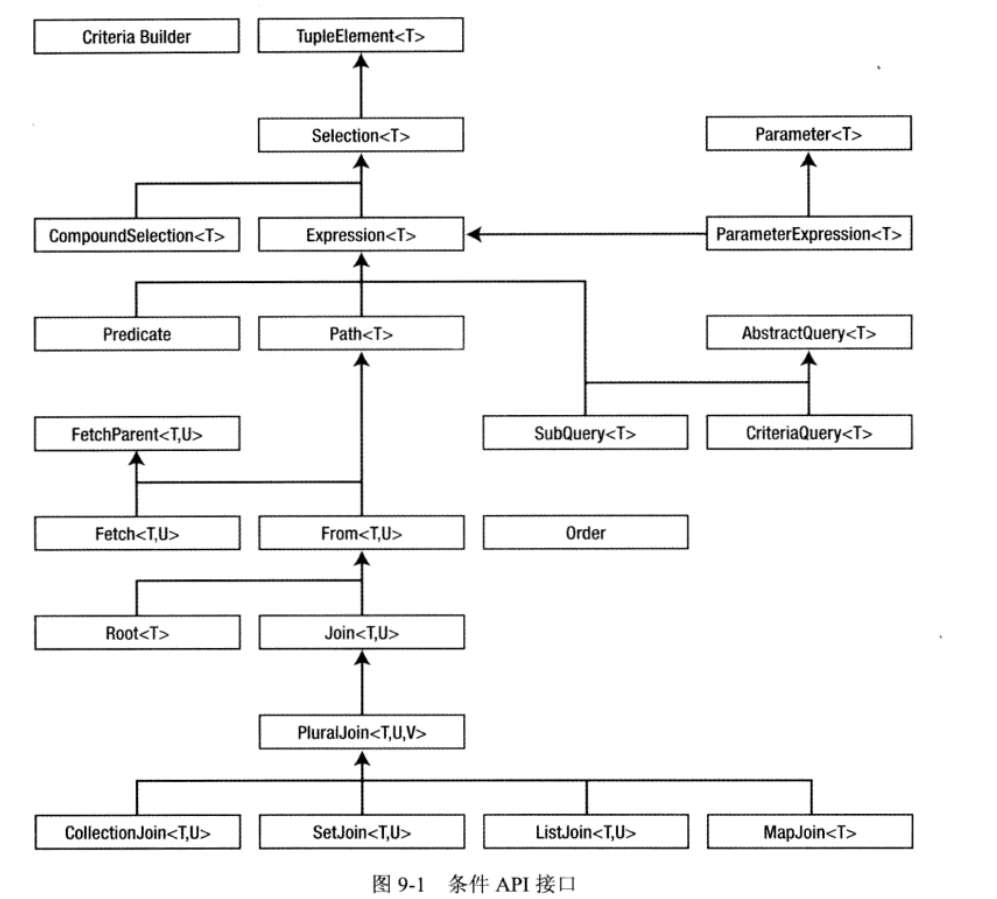 Criteria Builder
TupleElement<T>
Selection<T>
Parameter<T>
CompoundSelection<T>
Expression<T>
ParameterExpression<T>
Predicate
Path<T>
AbstractQuery<T>
FetchParent<T,U>
SubQuery<T>
CriteriaQuery<T>
Fetch<T,U>
From<T,U>
Order
Root<T>
Join<T,U>
PluralJoin<T,U,V>
CollectionJoin<T,U>
SetJoin<T,U>
ListJoin<T,U>
MapJoin<T>
图 9-1 条件 API 接口